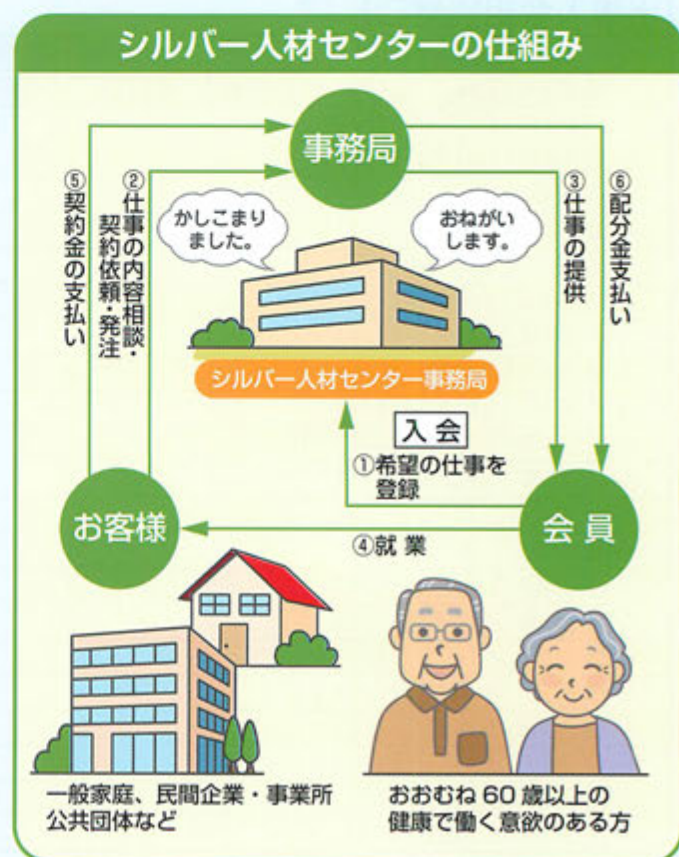 シルバー人材センターの仕組み
事務局
⑤契約金の支払い
②仕事の内容相談・
契約依頼・発注
かしこまり
ました。
おねがい
します。
③仕事の提供
⑥配分金支払い
シルバー人材センター事務局
入会
①希望の仕事を
登録
お客様
会員
④就業
一般家庭、民間企業・事業所
公共団体など
おおむね60歳以上の
健康で働く意欲のある方